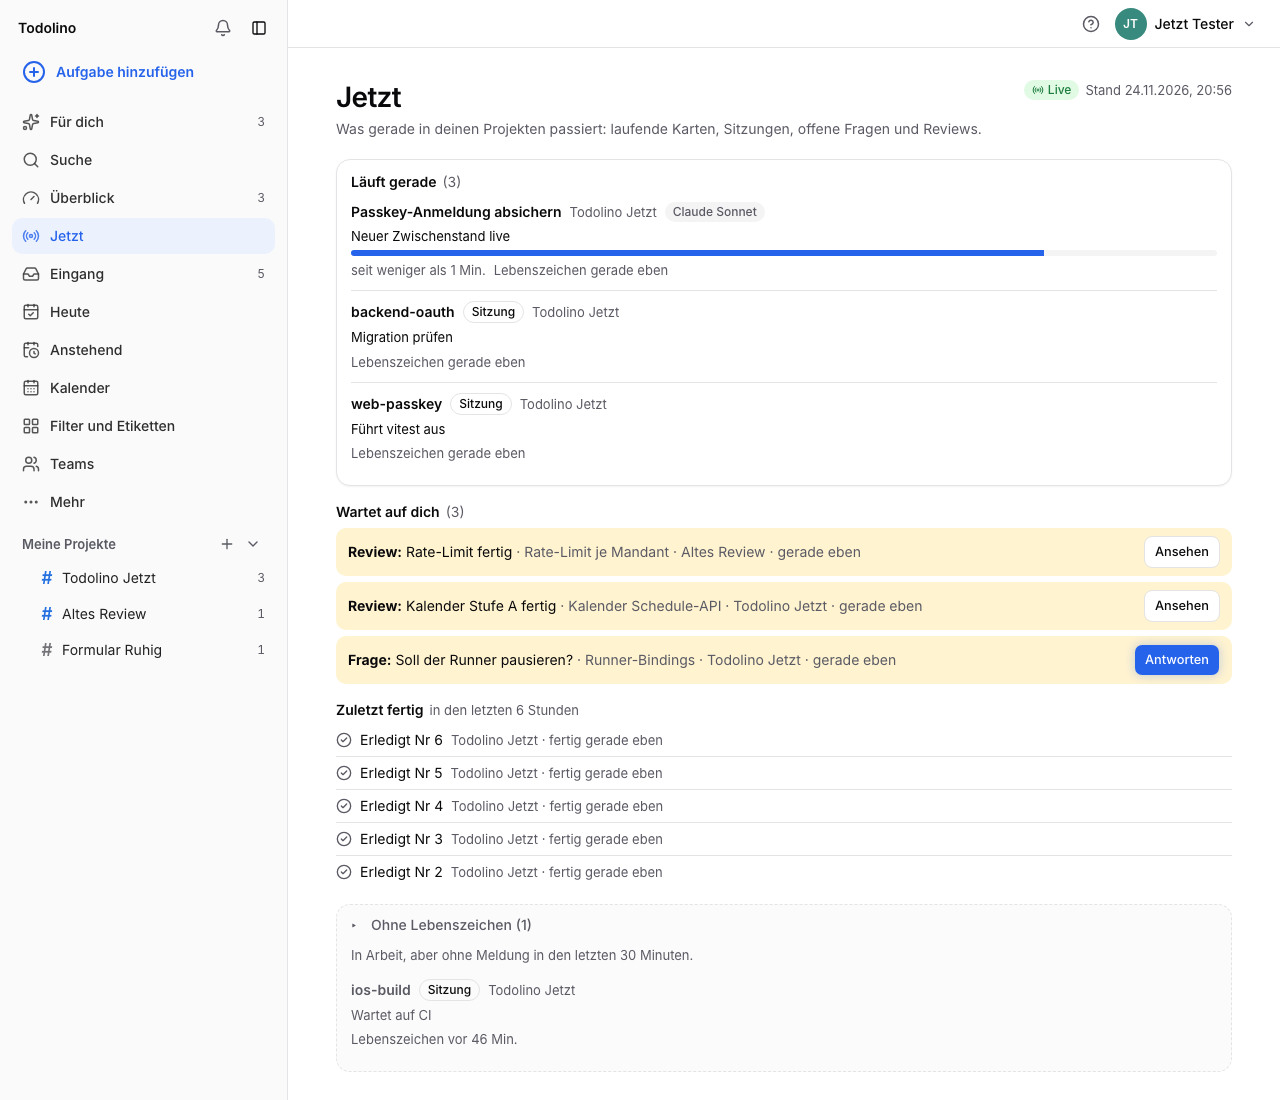 Todolino
Aufgabe hinzufügen
Für dich 3
Suche
Überblick 3
Jetzt
Eingang 5
Heute
Anstehend
Kalender
Filter und Etiketten
Teams
Mehr
Meine Projekte
# Todolino Jetzt 3
# Altes Review 1
# Formular Ruhig 1
JT Jetzt Tester
Jetzt
Live Stand 24.11.2026, 20:56
Was gerade in deinen Projekten passiert: laufende Karten, Sitzungen, offene Fragen und Reviews.
Läuft gerade (3)
Passkey-Anmeldung absichern Todolino Jetzt Claude Sonnet
Neuer Zwischenstand live
seit weniger als 1 Min. Lebenszeichen gerade eben
backend-oauth Sitzung Todolino Jetzt
Migration prüfen
Lebenszeichen gerade eben
web-passkey Sitzung Todolino Jetzt
Führt vitest aus
Lebenszeichen gerade eben
Wartet auf dich (3)
Review: Rate-Limit fertig · Rate-Limit je Mandant · Altes Review · gerade eben Ansehen
Review: Kalender Stufe A fertig · Kalender Schedule-API · Todolino Jetzt · gerade eben Ansehen
Frage: Soll der Runner pausieren? · Runner-Bindings · Todolino Jetzt · gerade eben Antworten
Zuletzt fertig in den letzten 6 Stunden
Erledigt Nr 6 Todolino Jetzt · fertig gerade eben
Erledigt Nr 5 Todolino Jetzt · fertig gerade eben
Erledigt Nr 4 Todolino Jetzt · fertig gerade eben
Erledigt Nr 3 Todolino Jetzt · fertig gerade eben
Erledigt Nr 2 Todolino Jetzt · fertig gerade eben
Ohne Lebenszeichen (1)
In Arbeit, aber ohne Meldung in den letzten 30 Minuten.
ios-build Sitzung Todolino Jetzt
Wartet auf CI
Lebenszeichen vor 46 Min.